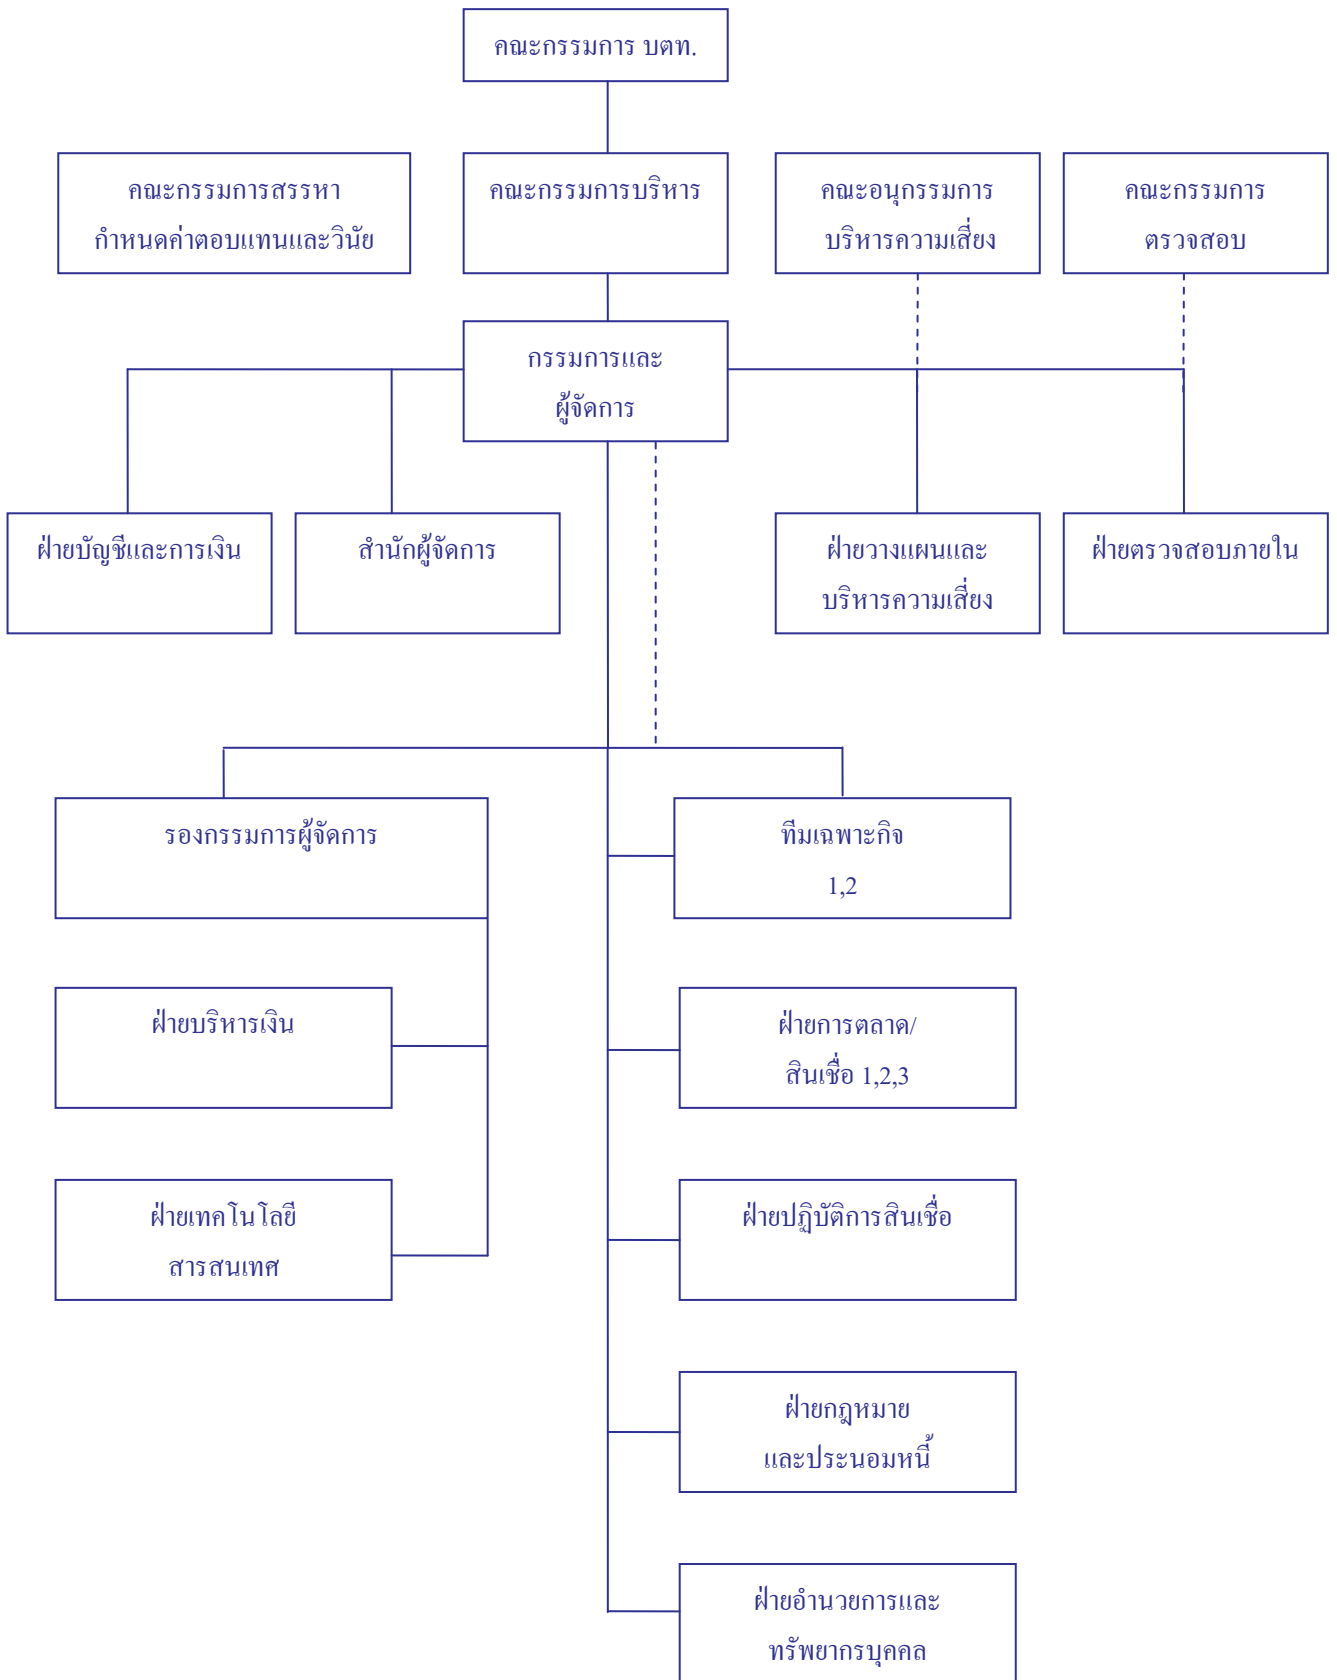 คณะกรรมการ บตท.
คณะกรรมการสรรหา
กำหนดค่าตอบแทนและวินัย
คณะกรรมการบริหาร
คณะอนุกรรมการ
บริหารความเสี่ยง
คณะกรรมการ
ตรวจสอบ
กรรมการและ
ผู้จัดการ
ฝ่ายบัญชีและการเงิน
สำนักผู้จัดการ
ฝ่ายวางแผนและ
บริหารความเสี่ยง
ฝ่ายตรวจสอบภายใน
รองกรรมการผู้จัดการ
ทีมเฉพาะกิจ
1,2
ฝ่ายบริหารเงิน
ฝ่ายการตลาด/
สินเชื่อ 1,2,3
ฝ่ายเทคโนโลยี
สารสนเทศ
ฝ่ายปฏิบัติการสินเชื่อ
ฝ่ายกฎหมาย
และประนอมหนี้
ฝ่ายอำนวยการและ
ทรัพยากรบุคคล